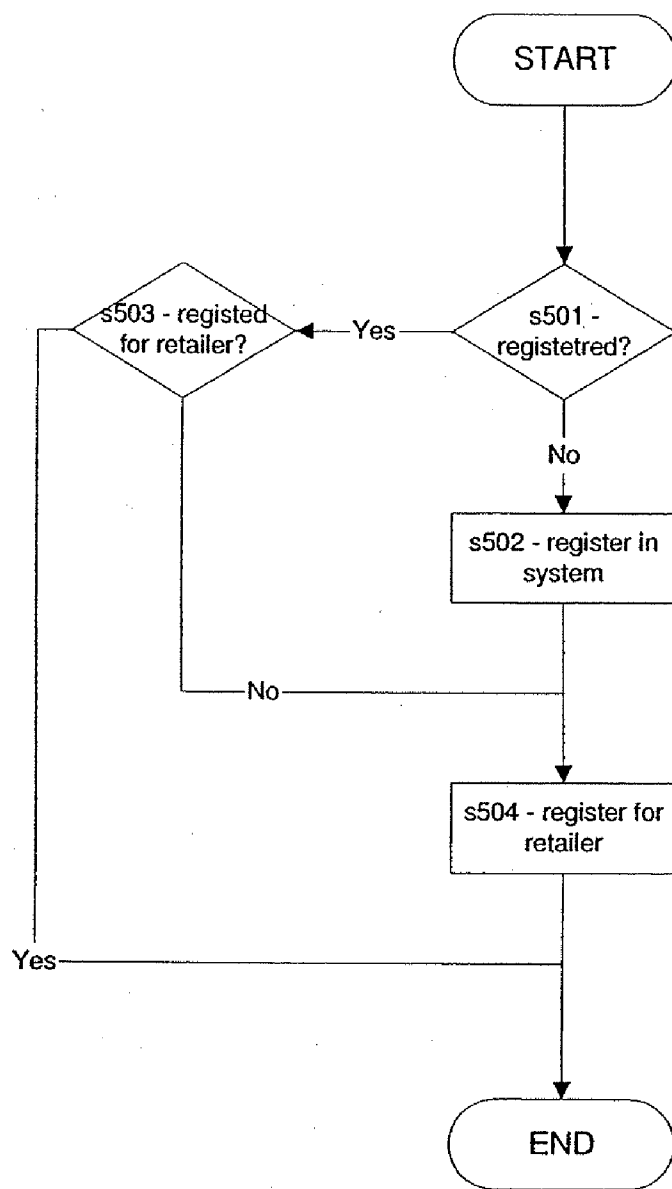 START
s503 - registed
for retailer?
Yes
s501 -
registetred?
No
s502 - register in
system
No
s504 - register for
retailer
Yes
END